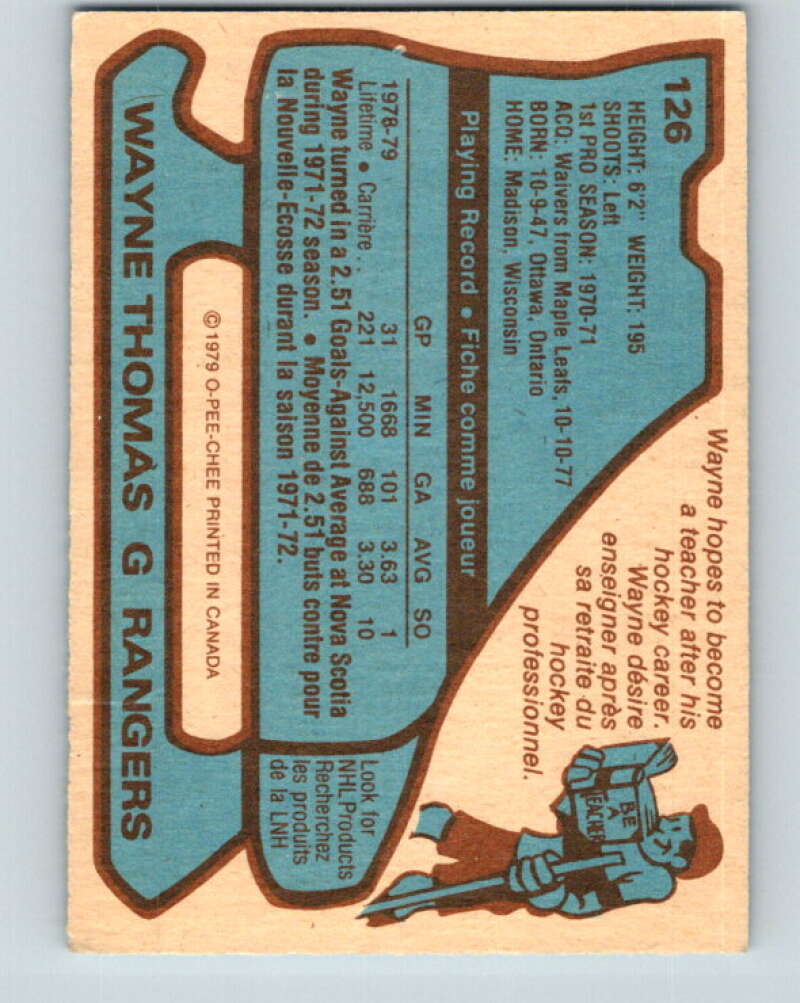 126
HEIGHT: 6'2" WEIGHT: 195
SHOOTS: Left
1st PRO SEASON: 1970-71
ACQ: Waivers from Maple Leafs, 10-10-77
BORN: 10-9-47, Ottawa, Ontario
HOME: Madison, Wisconsin
Wayne hopes to become
a teacher after his
hockey career.
Wayne désire
enseigner après
sa retraite du
hockey
professionnel.
BE
A
TEACHER
Playing Record • Fiche comme joueur
GP MIN GA AVG SO
1978-79 31 1668 101 3.63 1
Lifetime • Carrière . . 221 12,500 688 3.30 10
Wayne turned in a 2.51 Goals-Against Average at Nova Scotia
during 1971-72 season. • Moyenne de 2.51 buts contre pour
la Nouvelle-Ecosse durant la saison 1971-72.
Look for
NHL Products
Recherchez
les produits
de la LNH
©1979 O-PEE-CHEE PRINTED IN CANADA
WAYNE THOMAS G RANGERS